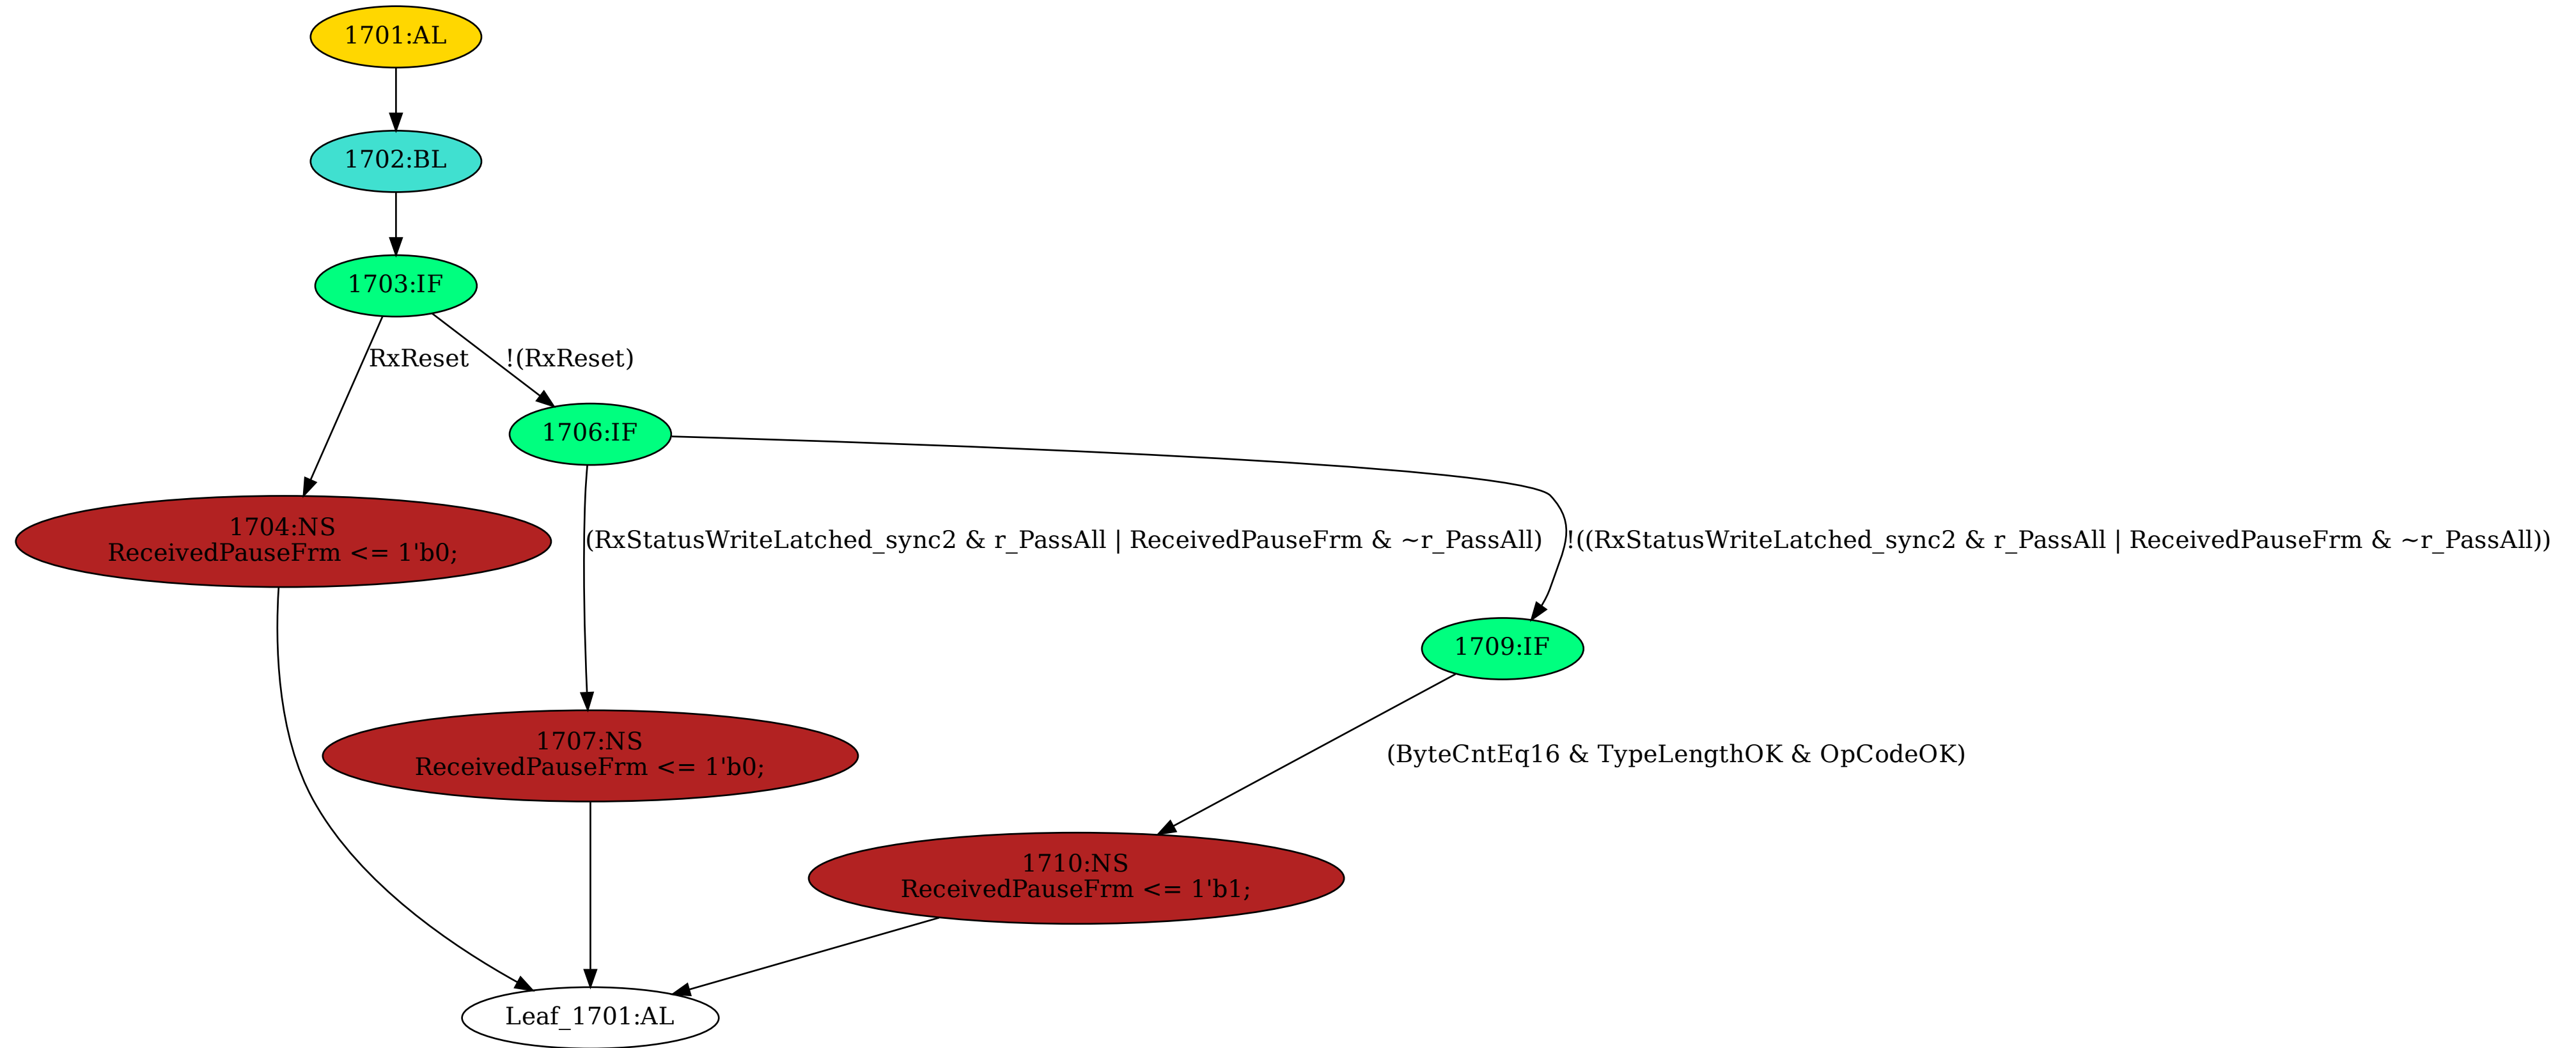 1701:AL
1702:BL
1703:IF
RxReset
!(RxReset)
1706:IF
1704:NS
ReceivedPauseFrm <= 1'b0;
(RxStatusWriteLatched_sync2 & r_PassAll | ReceivedPauseFrm & ~r_PassAll)
!((RxStatusWriteLatched_sync2 & r_PassAll | ReceivedPauseFrm & ~r_PassAll))
1709:IF
1707:NS
ReceivedPauseFrm <= 1'b0;
(ByteCntEq16 & TypeLengthOK & OpCodeOK)
1710:NS
ReceivedPauseFrm <= 1'b1;
Leaf_1701:AL